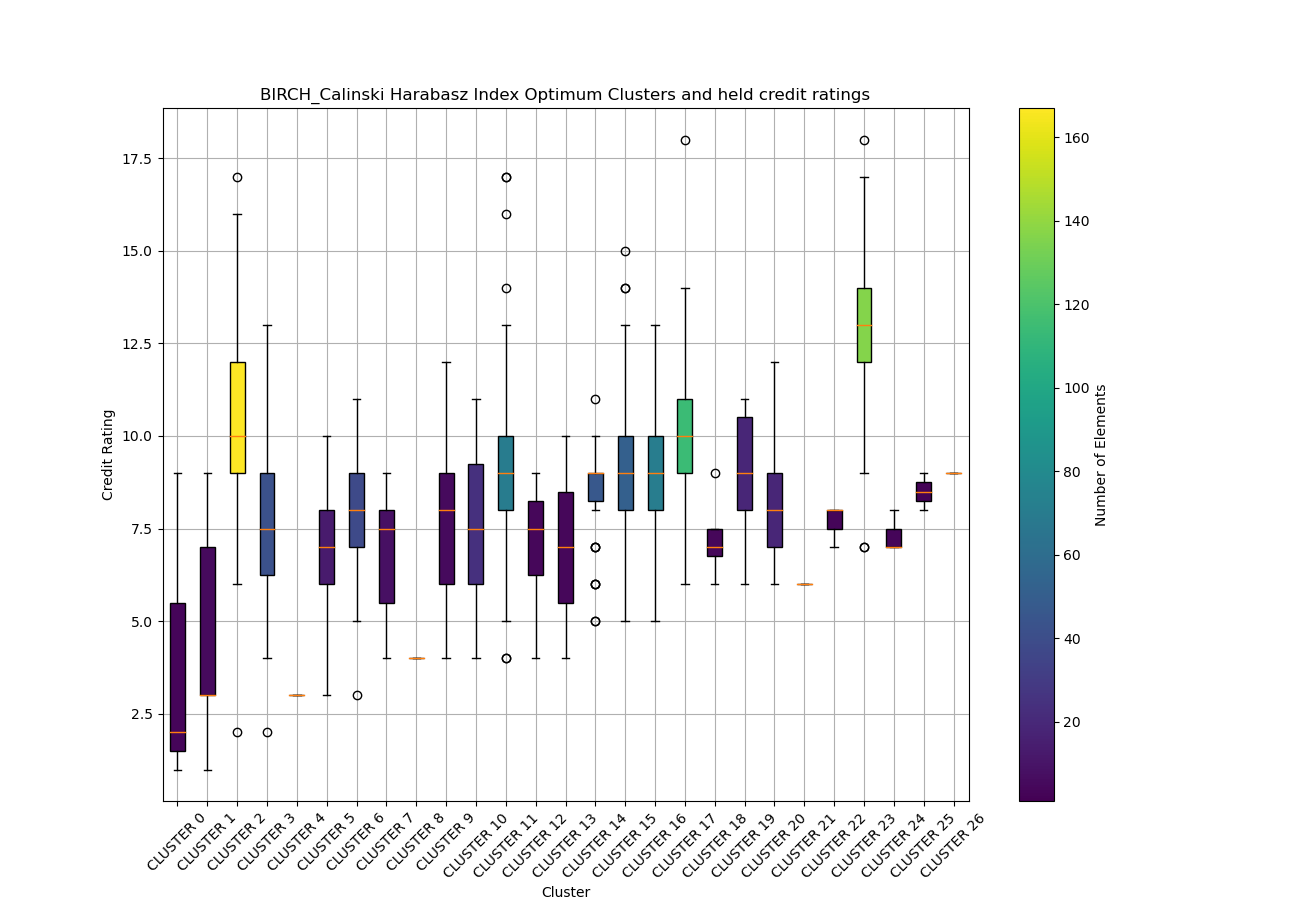 BIRCH_Calinski Harabasz Index Optimum Clusters and held credit ratings
Credit Rating
17.5
15.0
12.5
10.0
7.5
5.0
2.5
CLUSTER 0
CLUSTER 1
CLUSTER 2
CLUSTER 3
CLUSTER 4
CLUSTER 5
CLUSTER 6
CLUSTER 7
CLUSTER 8
CLUSTER 9
CLUSTER 10
CLUSTER 11
CLUSTER 12
CLUSTER 13
CLUSTER 14
CLUSTER 15
CLUSTER 16
CLUSTER 17
CLUSTER 18
CLUSTER 19
CLUSTER 20
CLUSTER 21
CLUSTER 22
CLUSTER 23
CLUSTER 24
CLUSTER 25
CLUSTER 26
Cluster
160
140
120
100
80
60
40
20
Number of Elements